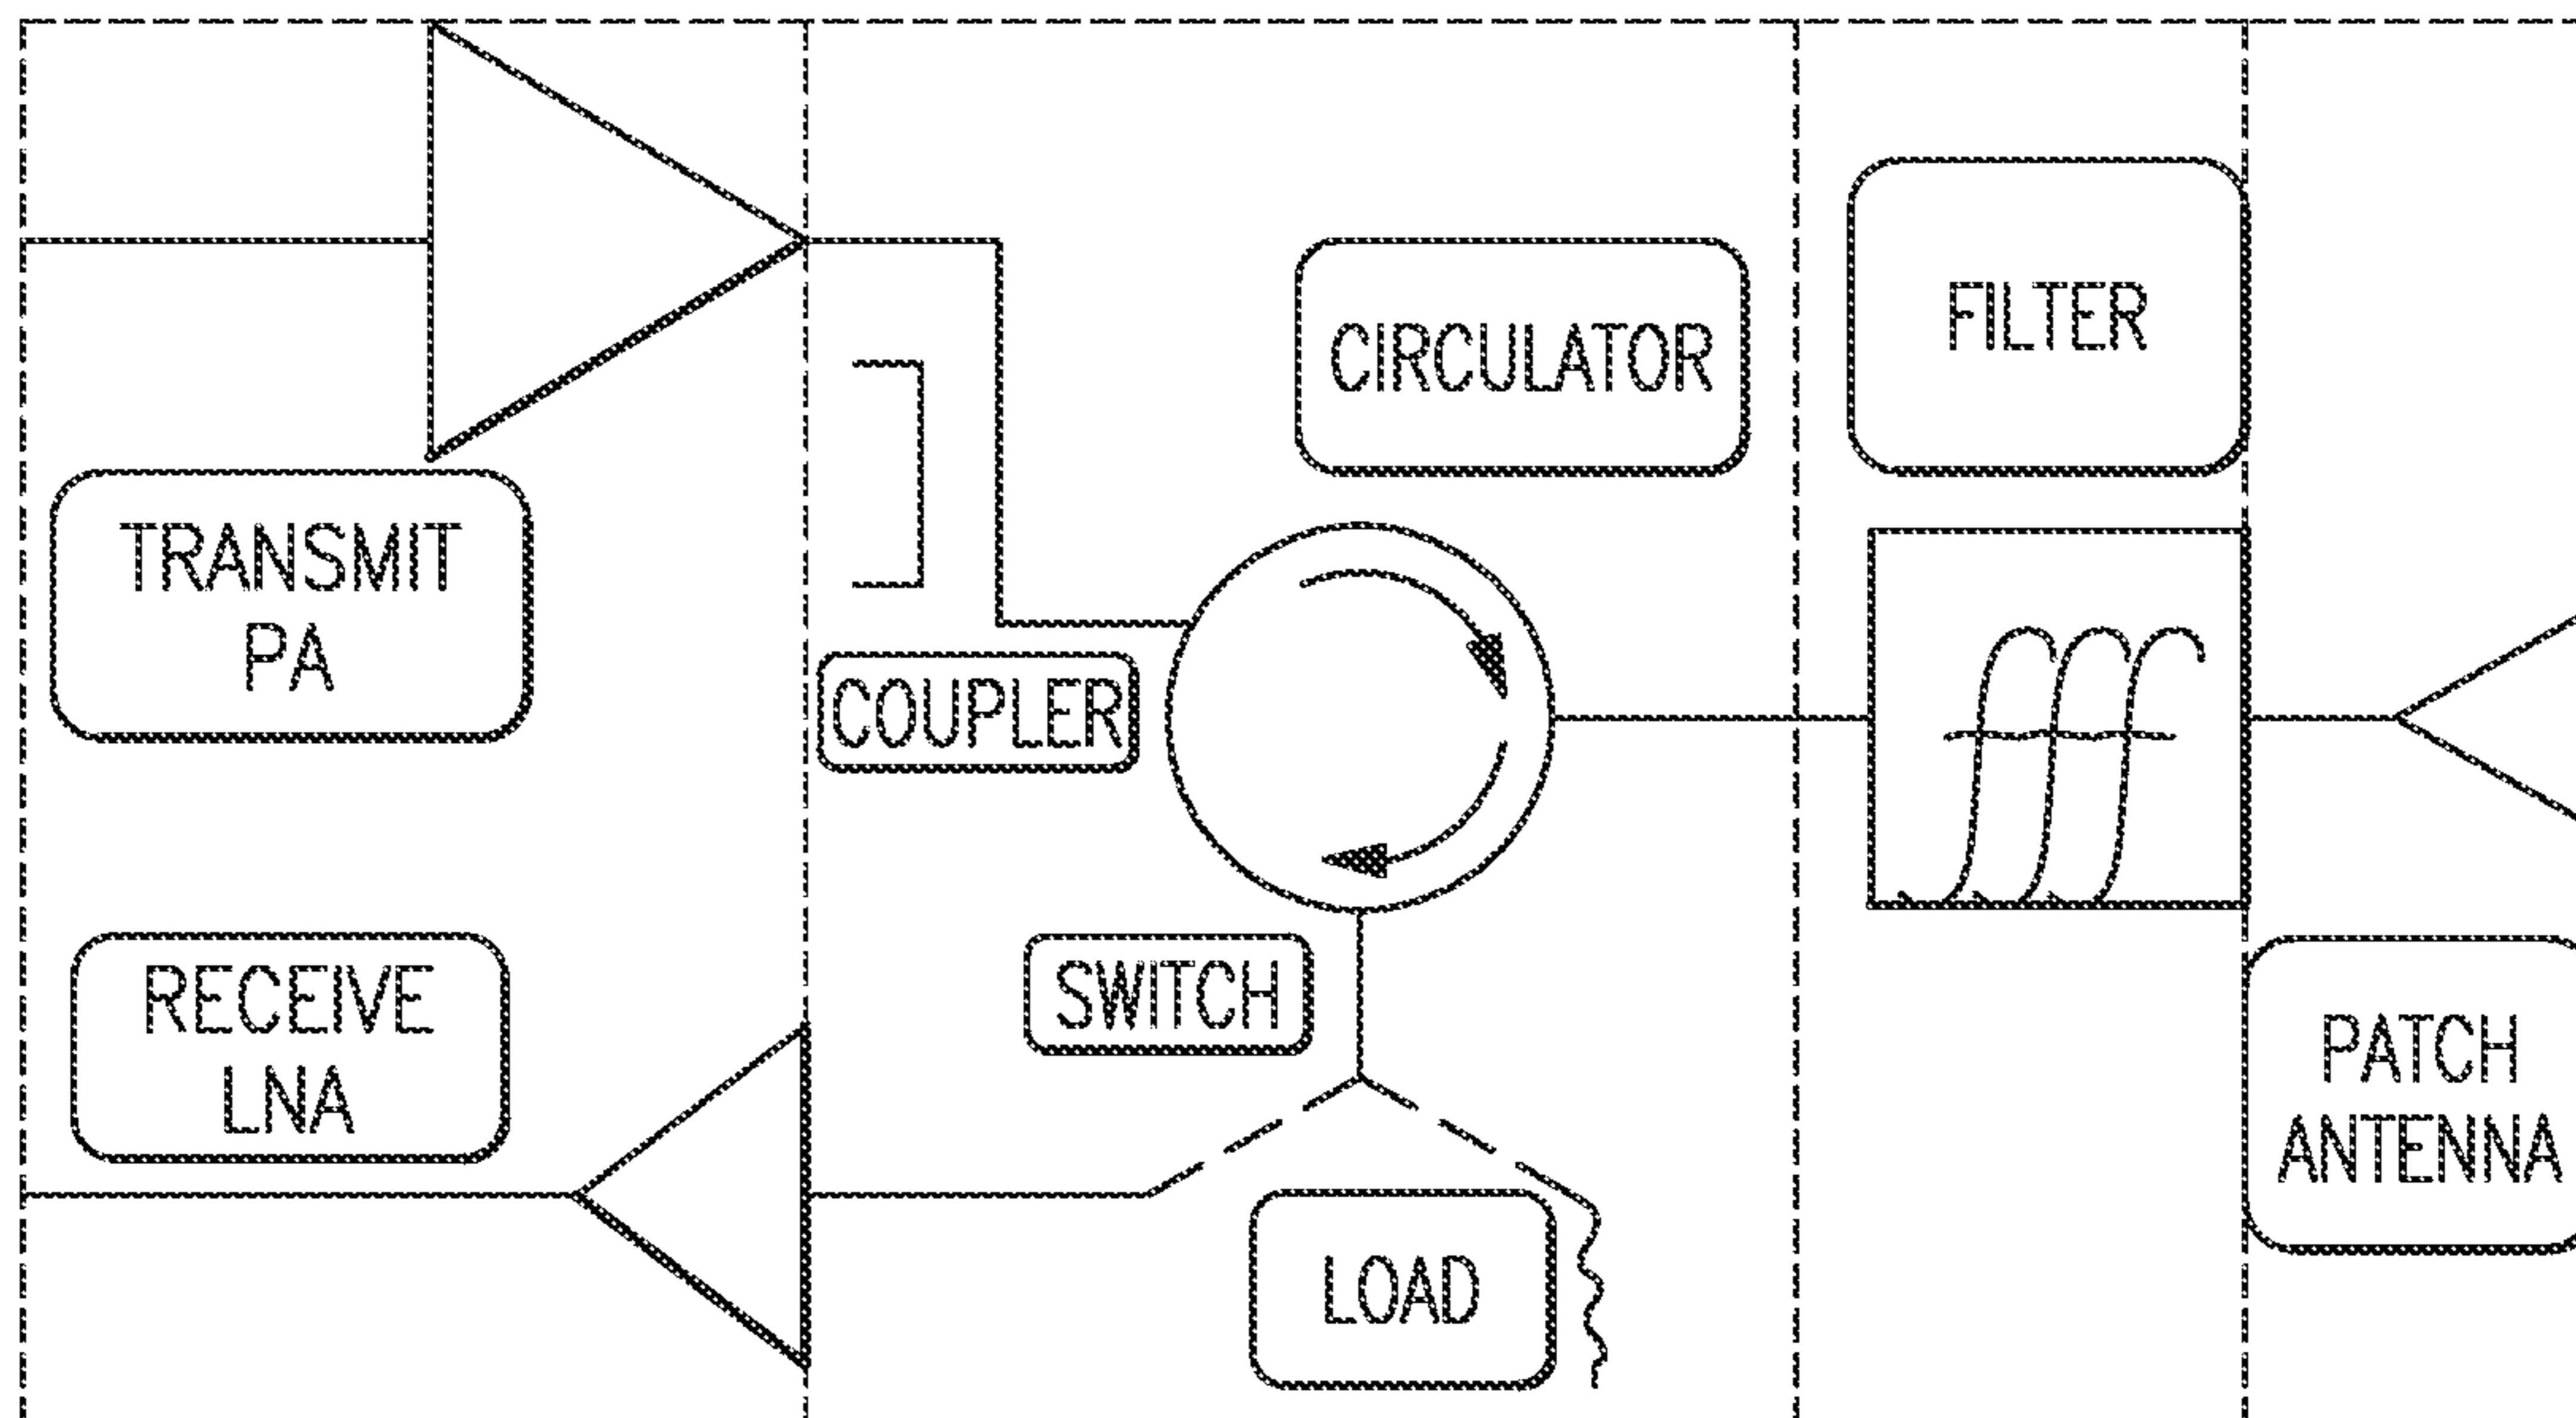 TRANSMIT
PA
RECEIVE
LNA
COUPLER
CIRCULATOR
SWITCH
LOAD
FILTER
PATCH
ANTENNA